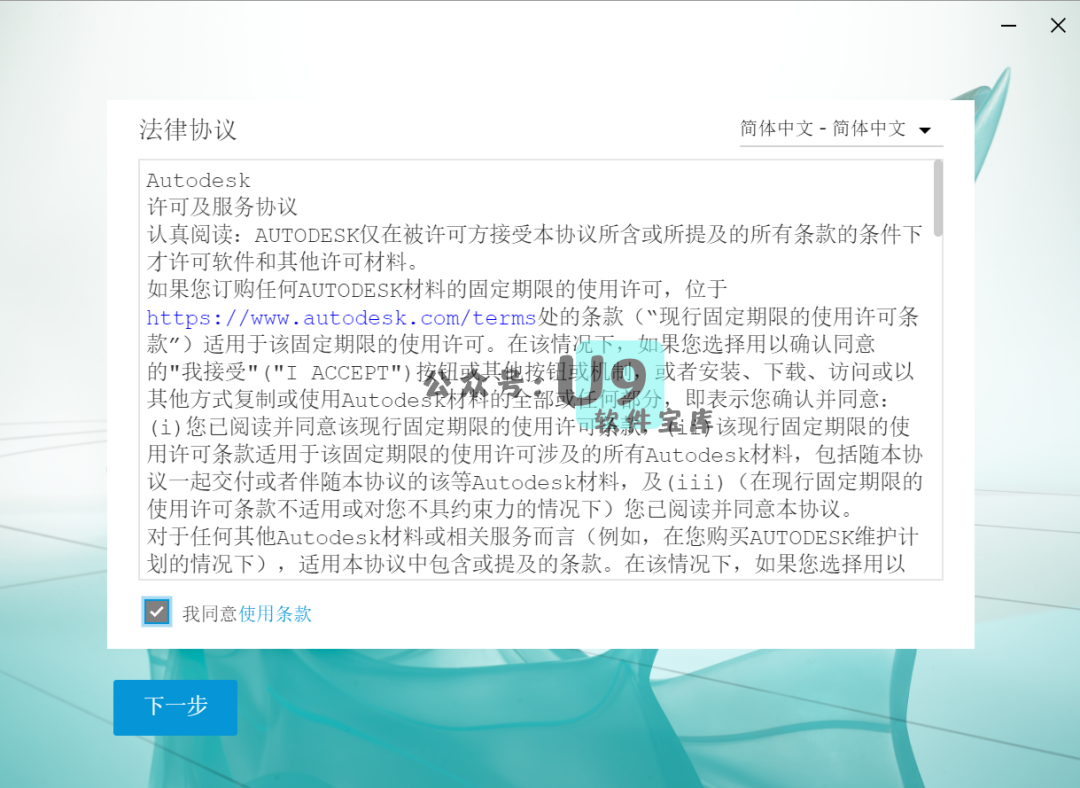 法律协议
简体中文 - 简体中文
Autodesk
许可及服务协议
认真阅读：AUTODESK仅在被许可方接受本协议所含或所提及的所有条款的条件下
才许可软件和其他许可材料。
如果您订购任何AUTODESK材料的固定期限的使用许可，位于
https://www.autodesk.com/terms处的条款（“现行固定期限的使用许可条
款”）适用于该固定期限的使用许可。在该情况下，如果您选择用以确认同意
的"我接受"("I ACCEPT")按钮或其他按钮或机制，或者安装、下载、访问或以
其他方式复制或使用Autodesk材料的全部或任何部分，即表示您确认并同意：
(i)您已阅读并同意该现行固定期限的使用许可条款，(ii)该现行固定期限的使
用许可条款适用于该固定期限的使用许可涉及的所有Autodesk材料，包括随本协
议一起交付或者伴随本协议的该等Autodesk材料，及(iii)（在现行固定期限的
使用许可条款不适用或对您不具约束力的情况下）您已阅读并同意本协议。
对于任何其他Autodesk材料或相关服务而言（例如，在您购买AUTODESK维护计
划的情况下），适用本协议中包含或提及的条款。在该情况下，如果您选择用以
公众号：U9
软件宝库
我同意使用条款
下一步